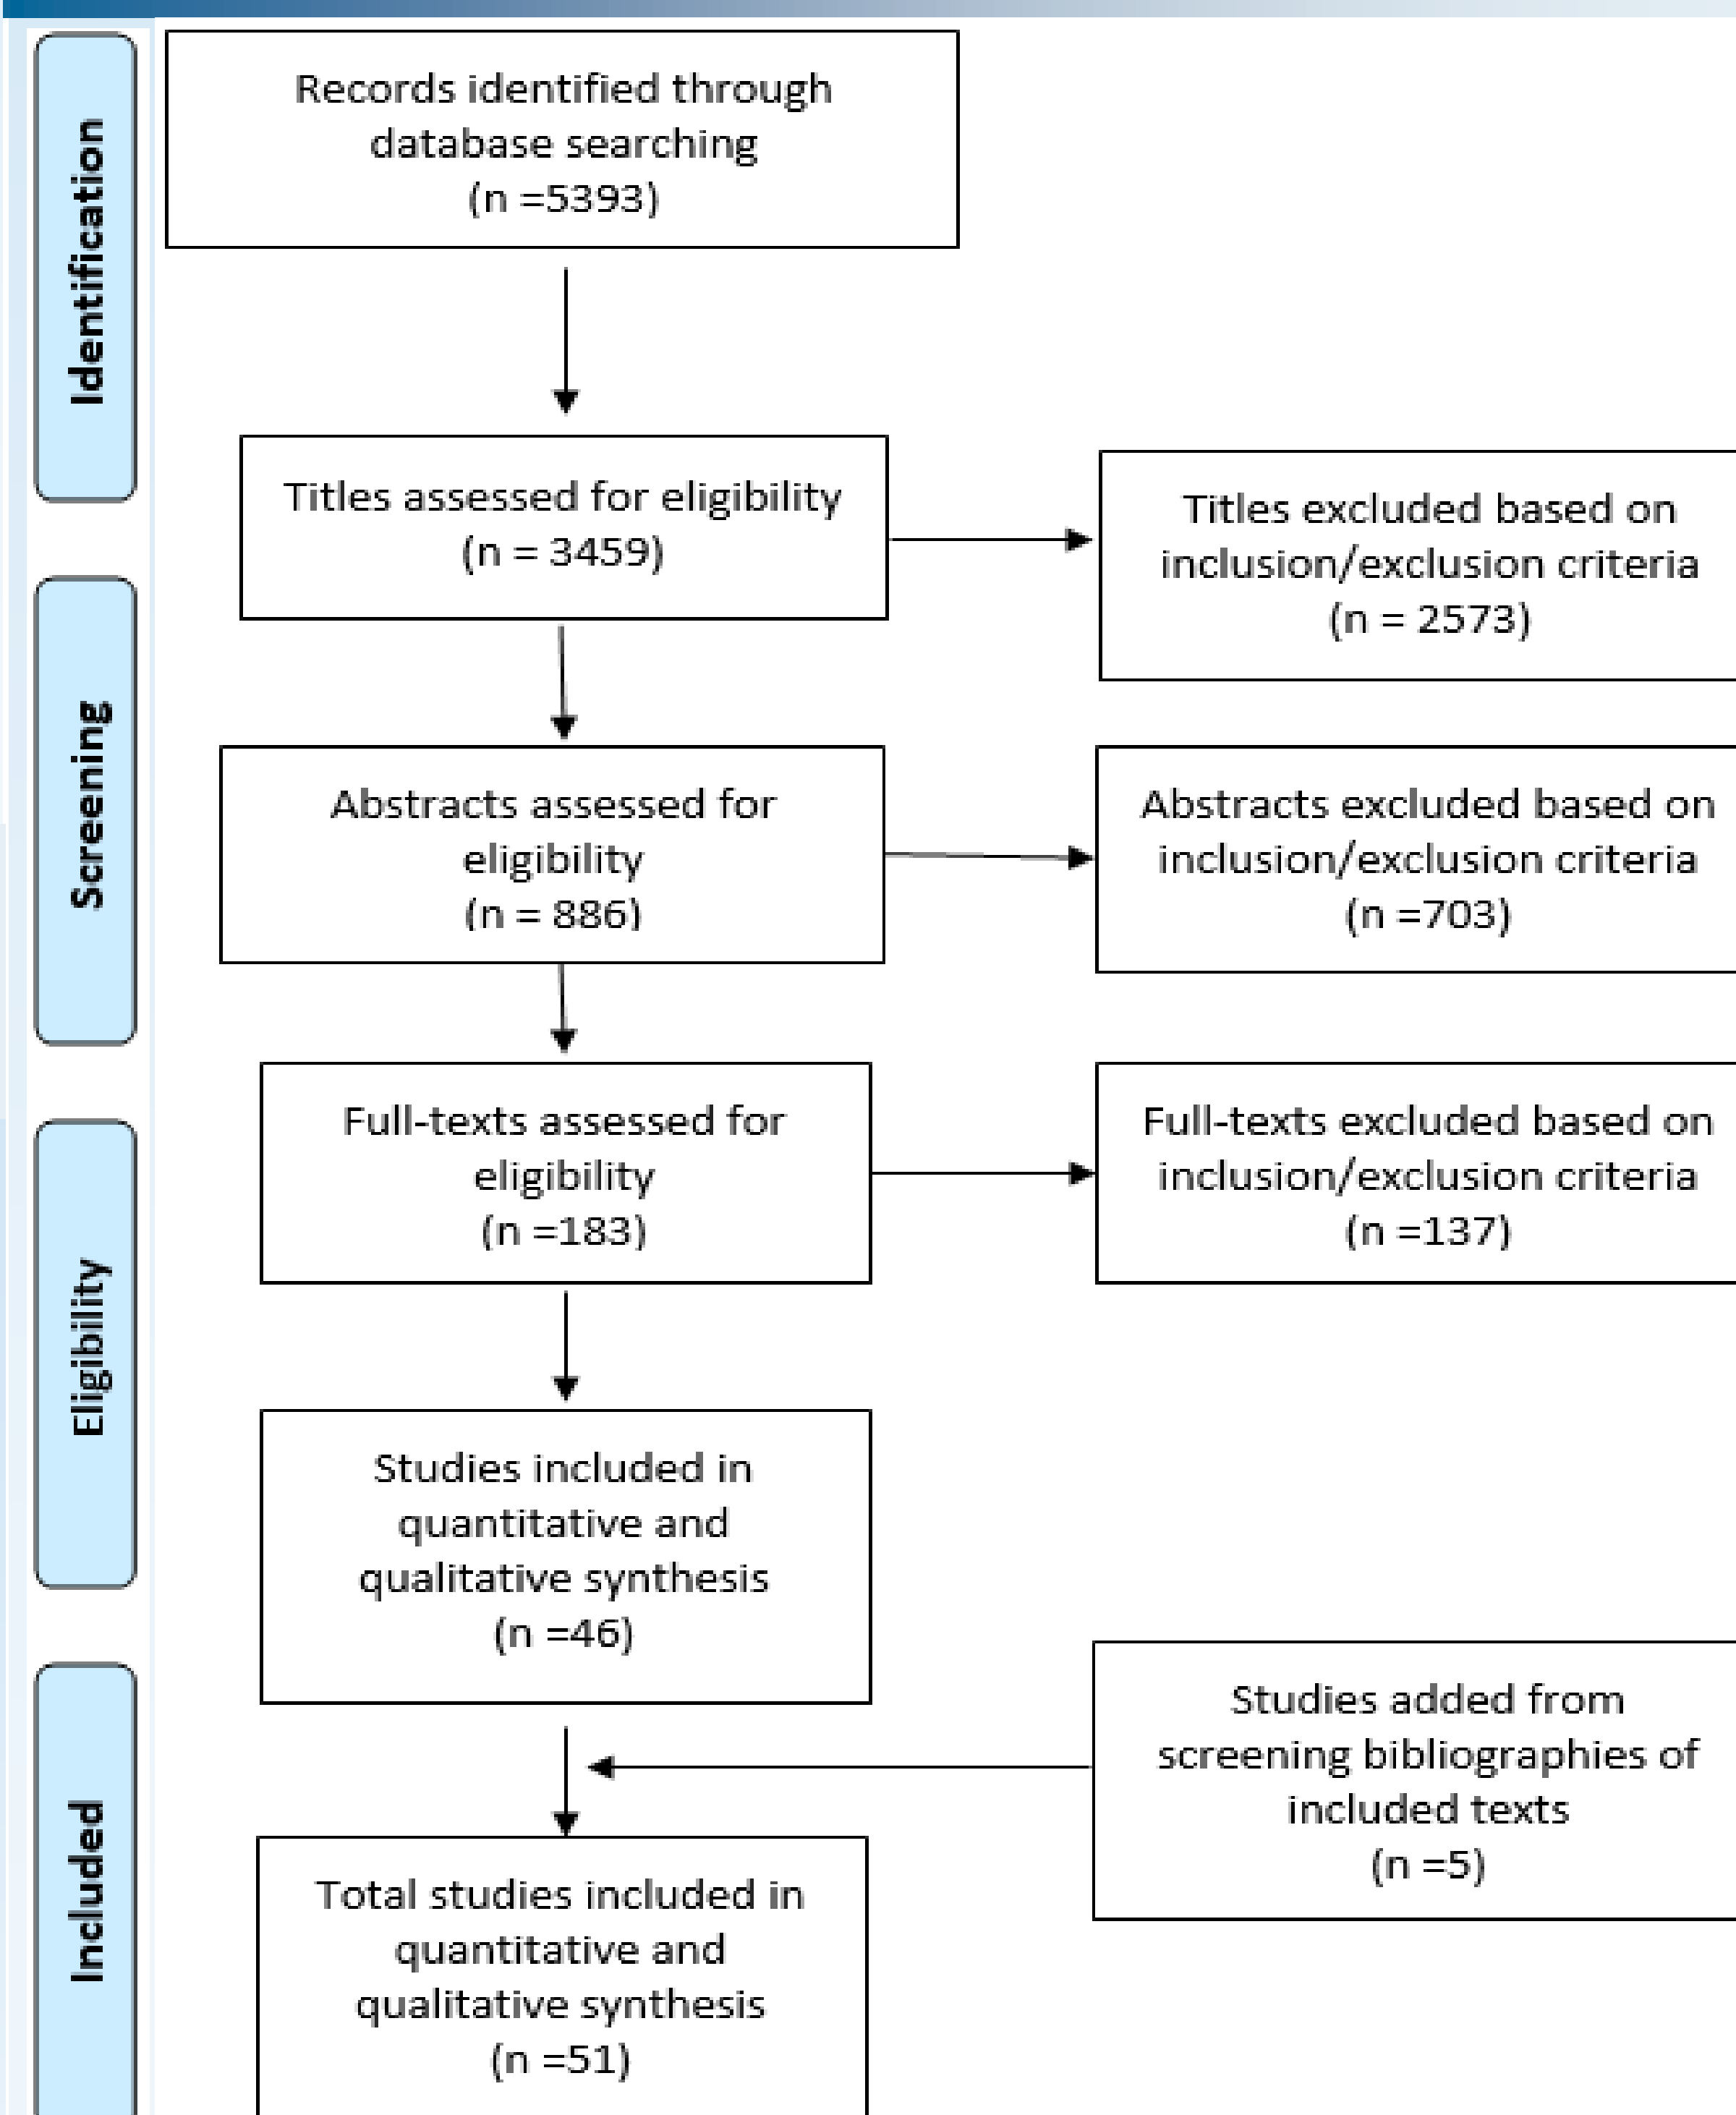 Identification
Records identified through
database searching
(n =5393)
Titles assessed for eligibility
(n = 3459)
Titles excluded based on
inclusion/exclusion criteria
(n = 2573)
Screening
Abstracts assessed for
eligibility
(n = 886)
Abstracts excluded based on
inclusion/exclusion criteria
(n =703)
Eligibility
Full-texts assessed for
eligibility
(n =183)
Full-texts excluded based on
inclusion/exclusion criteria
(n =137)
Studies included in
quantitative and
qualitative synthesis
(n =46)
Included
Studies added from
screening bibliographies of
included texts
(n =5)
Total studies included in
quantitative and
qualitative synthesis
(n =51)